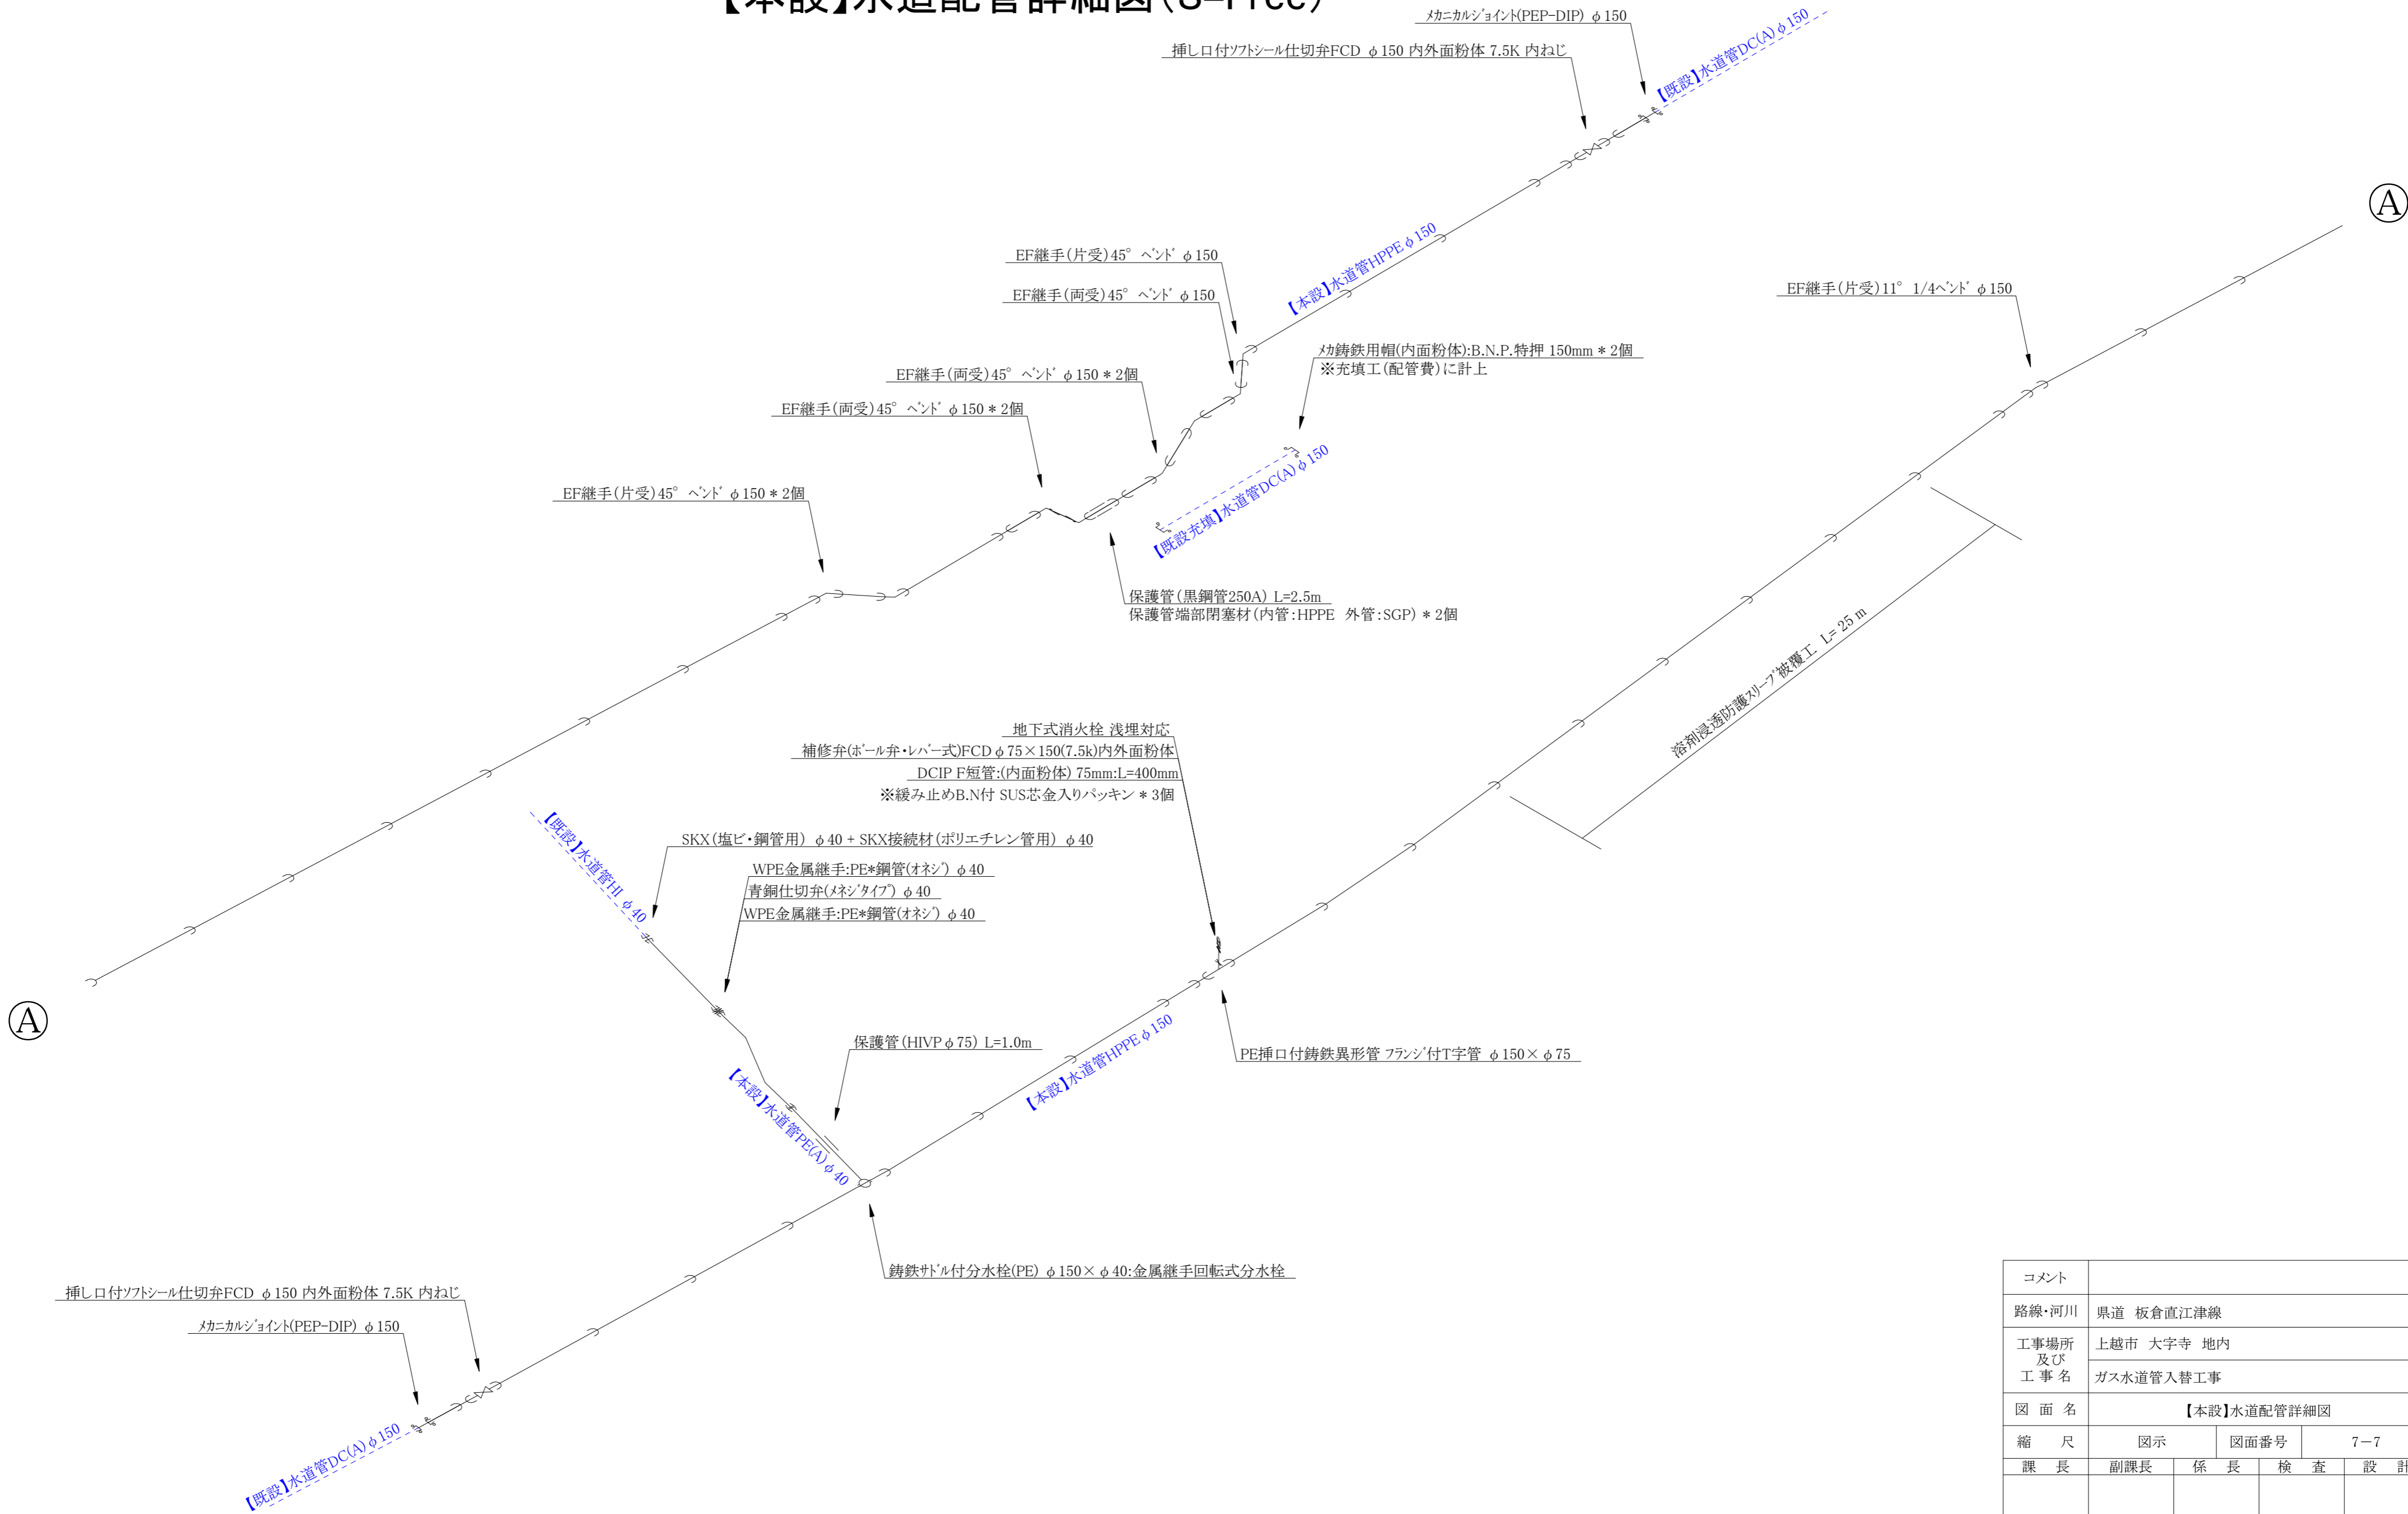 【本設】水道配管詳細図(S=Free)
メカニカルジョイント(PEP-DIP) φ150
挿し口付ソフトシール仕切弁FCD φ150 内外面粉体 7.5K 内ねじ
【既設】水道管DC(A)φ150
A
【本設】水道管HPPEφ150
EF継手(片受)45° ベンド φ150
EF継手(両受)45° ベンド φ150
EF継手(片受)11° 1/4ベンド φ150
メカ鋳鉄用帽(内面粉体):B.N.P.特押 150mm * 2個
※充填工(配管費)に計上
EF継手(両受)45° ベンド φ150 * 2個
EF継手(両受)45° ベンド φ150 * 2個
【既設充填】水道管DC(A)φ150
EF継手(片受)45° ベンド φ150 * 2個
保護管(黒鋼管250A) L=2.5m
保護管端部閉塞材(内管:HPPE 外管:SGP) * 2個
溶剤浸透防護スリーブ被覆工 L= 25 m
地下式消火栓 浅埋対応
補修弁(ボール弁・レバー式)FCDφ75×150(7.5k)内外面粉体
DCIP F短管:(内面粉体) 75mm:L=400mm
※緩み止めB.N付 SUS芯金入りパッキン * 3個
【既設】水道管HI φ40
SKX(塩ビ・鋼管用) φ40 + SKX接続材(ポリエチレン管用) φ40
WPE金属継手:PE*鋼管(オネジ) φ40
青銅仕切弁(メネジタイプ) φ40
WPE金属継手:PE*鋼管(オネジ) φ40
A
保護管(HIVPφ75) L=1.0m
PE挿口付鋳鉄異形管 フランジ付T字管 φ150×φ75
【本設】水道管HPPEφ150
【本設】水道管PE(A)φ40
鋳鉄サドル付分水栓(PE) φ150×φ40:金属継手回転式分水栓
挿し口付ソフトシール仕切弁FCD φ150 内外面粉体 7.5K 内ねじ
メカニカルジョイント(PEP-DIP) φ150
【既設】水道管DC(A)φ150
コメント
路線・河川 県道 板倉直江津線
工事場所 上越市 大字寺 地内
及び
工事名 ガス水道管入替工事
図面名 【本設】水道配管詳細図
縮尺 図示 図面番号 7-7
課長 副課長 係長 検査 設計